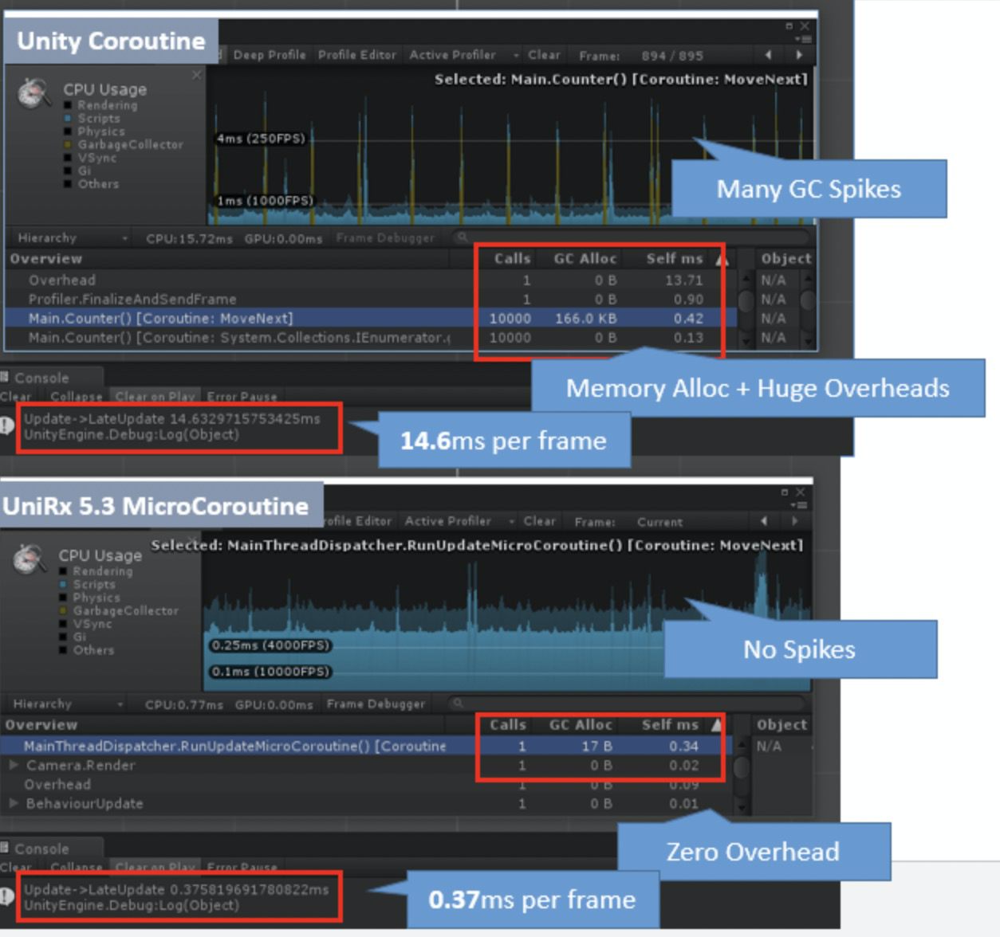 Unity Coroutine
Deep Profile Profile Editor Active Profiler Clear Frame: 894 / 895
Selected: Main.Counter() [Coroutine: MoveNext]
CPU Usage
Rendering
Scripts
Physics
GarbageCollector
VSync
Gi
Others
4ms (250FPS)
1ms (1000FPS)
Many GC Spikes
Hierarchy CPU:15.72ms GPU:0.00ms Frame Debugger
Overview Calls GC Alloc Self ms Object
Overhead 1 0 B 13.71 N/A
Profiler.FinalizeAndSendFrame 1 0 B 0.90 N/A
Main.Counter() [Coroutine: MoveNext] 10000 166.0 KB 0.42 N/A
Main.Counter() [Coroutine: System.Collections.IEnumerator. 10000 0 B 0.13 N/A
Memory Alloc + Huge Overheads
Console
Clear Collapse Clear on Play Error Pause
Update->LateUpdate 14.6329715753425ms
UnityEngine.Debug:Log(Object)
14.6ms per frame
UniRx 5.3 MicroCoroutine
rofile Editor Active Profiler Clear Frame: Current
Selected: MainThreadDispatcher.RunUpdateMicroCoroutine() [Coroutine: MoveNext]
CPU Usage
Rendering
Scripts
Physics
GarbageCollector
VSync
Gi
Others
0.25ms (4000FPS)
0.1ms (10000FPS)
No Spikes
Hierarchy CPU:0.77ms GPU:0.00ms Frame Debugger
Overview Calls GC Alloc Self ms Object
MainThreadDispatcher.RunUpdateMicroCoroutine() [Coroutine 1 17 B 0.34 N/A
Camera.Render 1 0 B 0.02
Overhead 1 0 B 0.09
BehaviourUpdate 1 0 B 0.01
Zero Overhead
Console
Clear Collapse Clear on Play Error Pause
Update->LateUpdate 0.375819691780822ms
UnityEngine.Debug:Log(Object)
0.37ms per frame